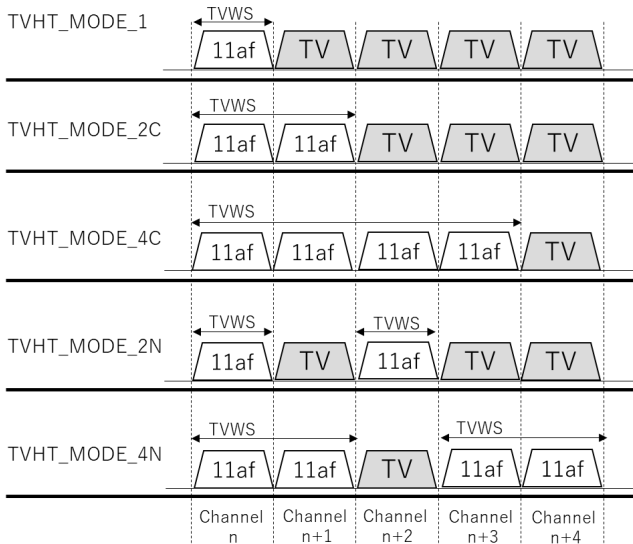 TVHT_MODE_1
TVWS
11af TV TV TV TV
TVHT_MODE_2C
TVWS
11af 11af TV TV TV
TVHT_MODE_4C
TVWS
11af 11af 11af 11af TV
TVHT_MODE_2N
TVWS TVWS
11af TV 11af TV TV
TVHT_MODE_4N
TVWS TVWS
11af 11af TV 11af 11af
Channel Channel Channel Channel Channel
n n+1 n+2 n+3 n+4